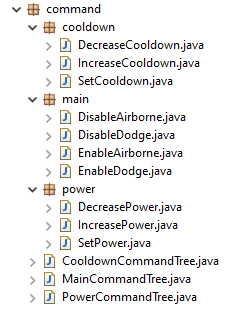 command
cooldown
DecreaseCooldown.java
IncreaseCooldown.java
SetCooldown.java
main
DisableAirborne.java
DisableDodge.java
EnableAirborne.java
EnableDodge.java
power
DecreasePower.java
IncreasePower.java
SetPower.java
CooldownCommandTree.java
MainCommandTree.java
PowerCommandTree.java